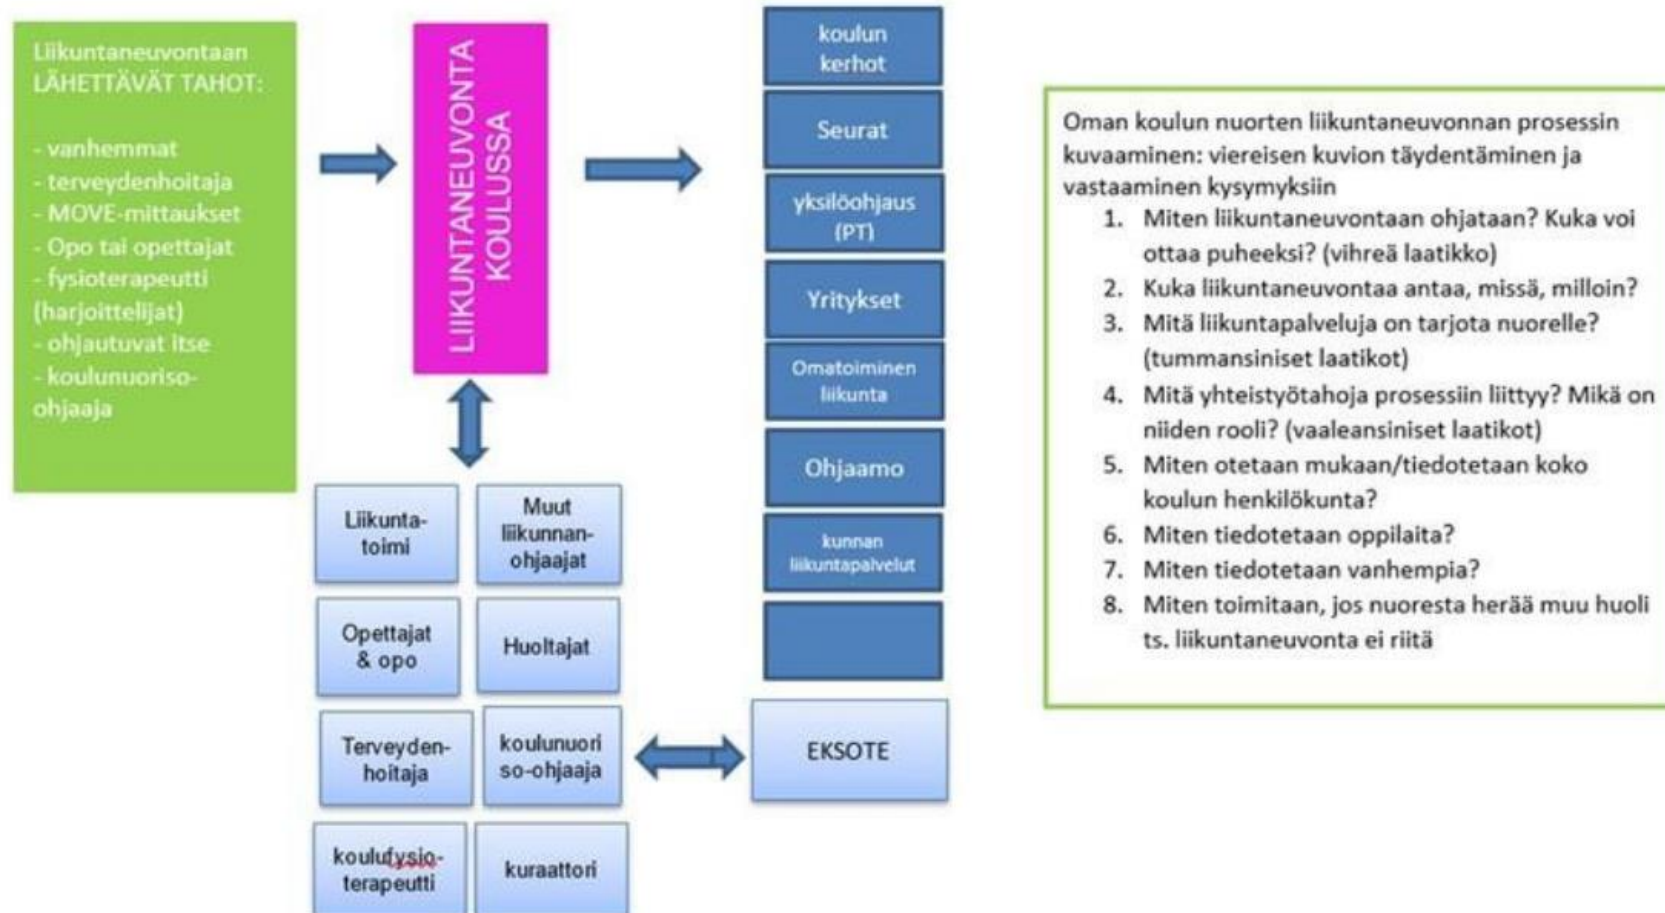 Liikuntaneuvontaan
LÄHETTÄVÄT TAHOT:
- vanhemmat
- terveydenhoitaja
- MOVE-mittaukset
- Opo tai opettajat
- fysioterapeutti
(harjoittelijat)
- ohjautuvat itse
- koulunuoriso-
ohjaaja
LIIKUNTANEUVONTA
KOULUSSA
koulun
kerhot
Seurat
yksilöohjaus
(PT)
Yritykset
Omatoiminen
liikunta
Ohjaamo
kunnan
liikuntapalvelut
Liikunta-
toimi
Muut
liikunnan-
ohjaajat
Opettajat
& opo
Huoltajat
Terveyden-
hoitaja
koulunuori
so-ohjaaja
koulufysio-
terapeutti
kuraattori
EKSOTE
Oman koulun nuorten liikuntaneuvonnan prosessin
kuvaaminen: viereisen kuvion täydentäminen ja
vastaaminen kysymyksiin
1. Miten liikuntaneuvontaan ohjataan? Kuka voi
ottaa puheeksi? (vihreä laatikko)
2. Kuka liikuntaneuvontaa antaa, missä, milloin?
3. Mitä liikuntapalveluja on tarjota nuorelle?
(tummansiniset laatikot)
4. Mitä yhteistyötahoja prosessiin liittyy? Mikä on
niiden rooli? (vaaleansiniset laatikot)
5. Miten otetaan mukaan/tiedotetaan koko
koulun henkilökunta?
6. Miten tiedotetaan oppilaita?
7. Miten tiedotetaan vanhempia?
8. Miten toimitaan, jos nuoresta herää muu huoli
ts. liikuntaneuvonta ei riitä